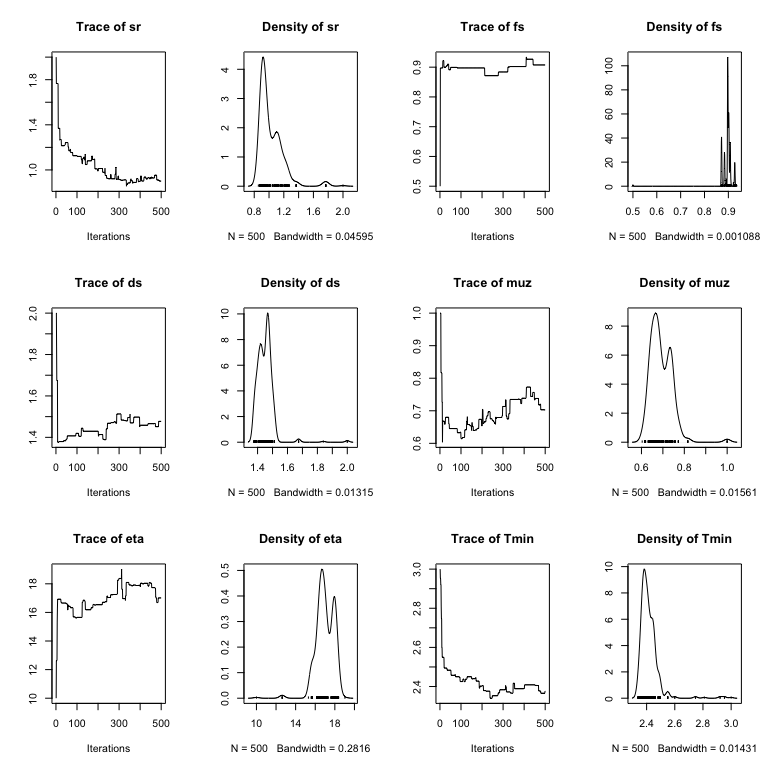 Trace of sr
Density of sr
Trace of fs
Density of fs
1.0 1.4 1.8
0 1 2 3 4
0.5 0.6 0.7 0.8 0.9
0 20 40 60 80 100
0 100 300 500
0.8 1.2 1.6 2.0
0 100 300 500
0.5 0.6 0.7 0.8 0.9
Iterations
N = 500 Bandwidth = 0.04595
Iterations
N = 500 Bandwidth = 0.001088
Trace of ds
Density of ds
Trace of muz
Density of muz
1.4 1.6 1.8 2.0
0 2 4 6 8 10
0.6 0.7 0.8 0.9 1.0
0 2 4 6 8
0 100 300 500
1.4 1.6 1.8 2.0
0 100 300 500
0.6 0.8 1.0
Iterations
N = 500 Bandwidth = 0.01315
Iterations
N = 500 Bandwidth = 0.01561
Trace of eta
Density of eta
Trace of Tmin
Density of Tmin
10 12 14 16 18
0.0 0.1 0.2 0.3 0.4 0.5
2.4 2.6 2.8 3.0
0 2 4 6 8 10
0 100 300 500
10 14 18
0 100 300 500
2.4 2.6 2.8 3.0
Iterations
N = 500 Bandwidth = 0.2816
Iterations
N = 500 Bandwidth = 0.01431